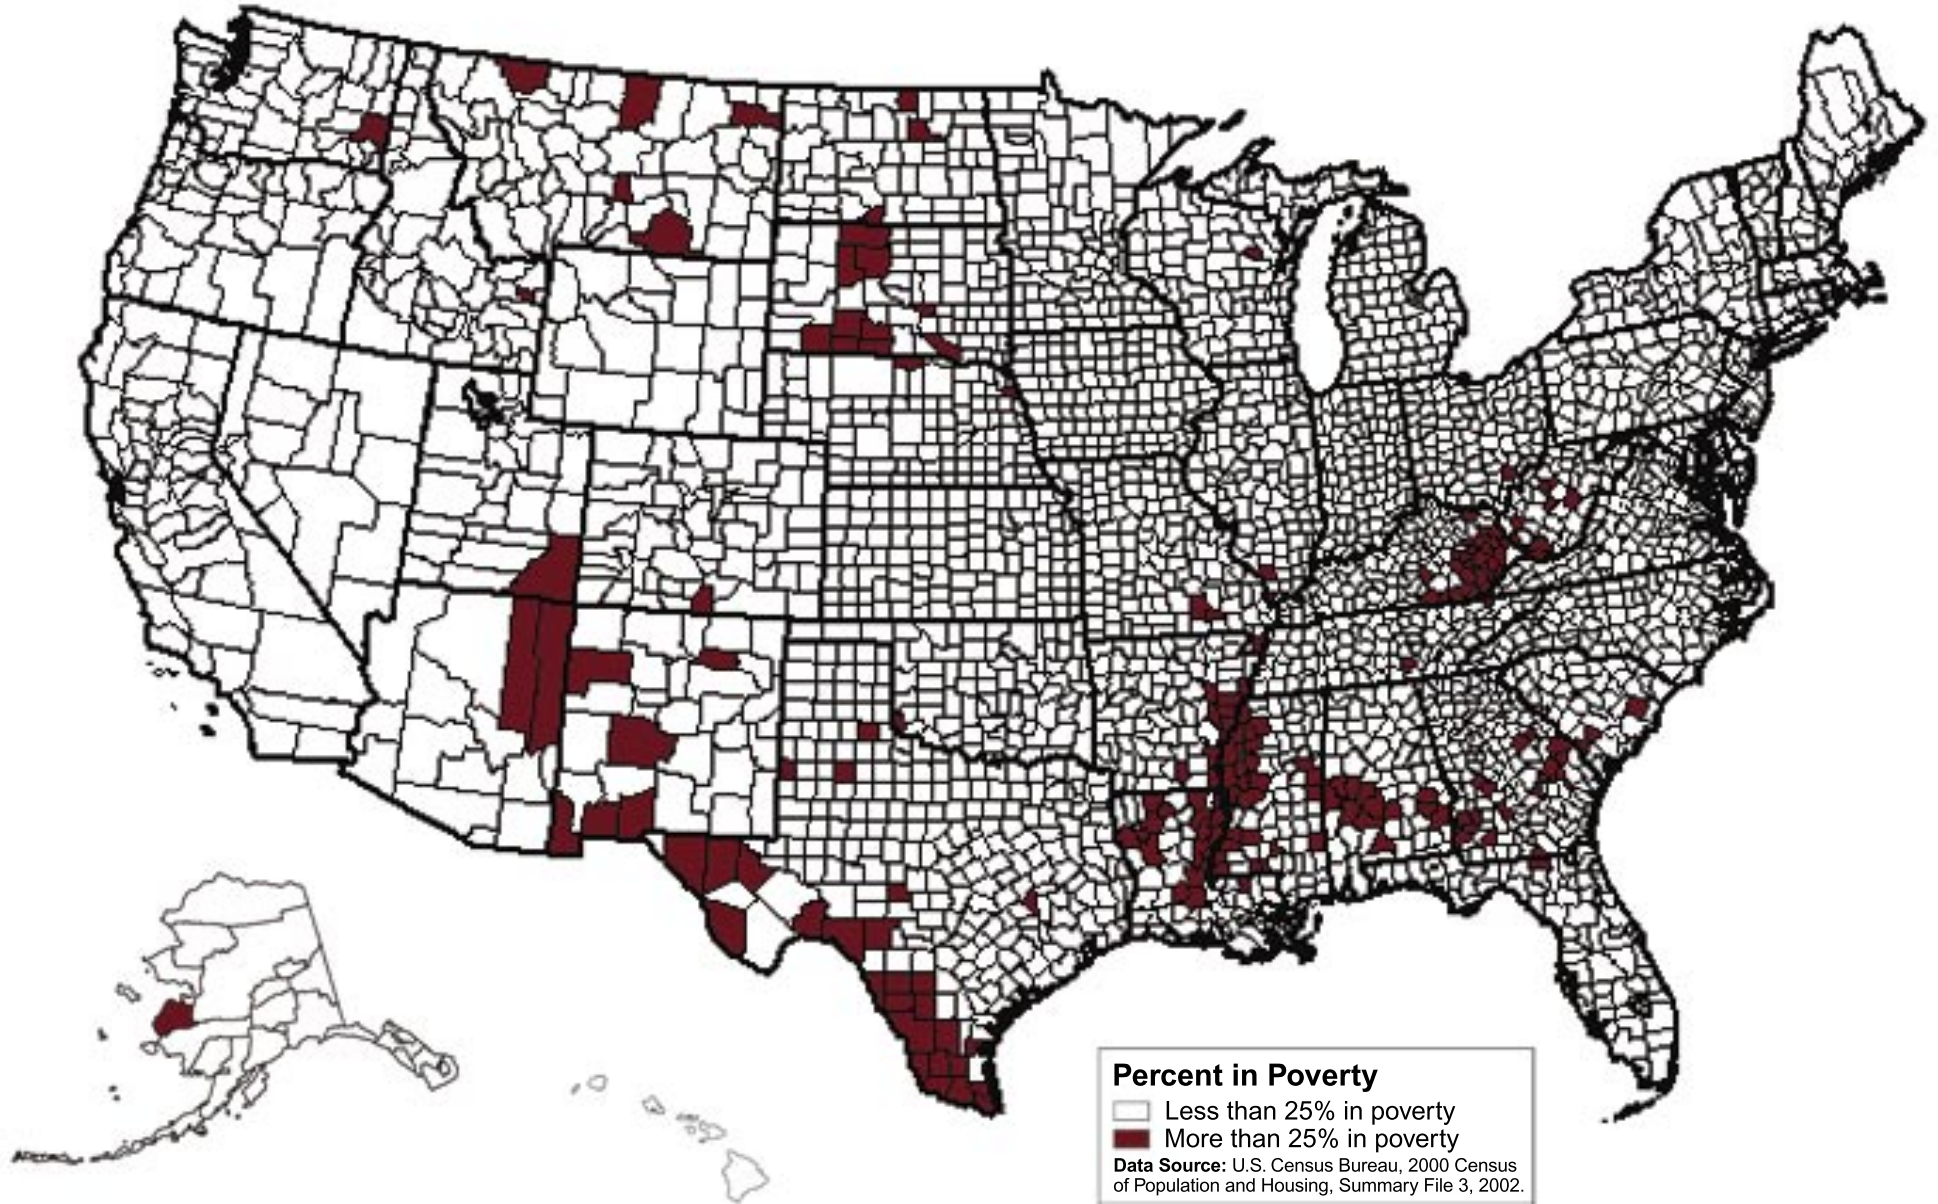 Percent in Poverty
Less than 25% in poverty
More than 25% in poverty
Data Source: U.S. Census Bureau, 2000 Census
of Population and Housing, Summary File 3, 2002.